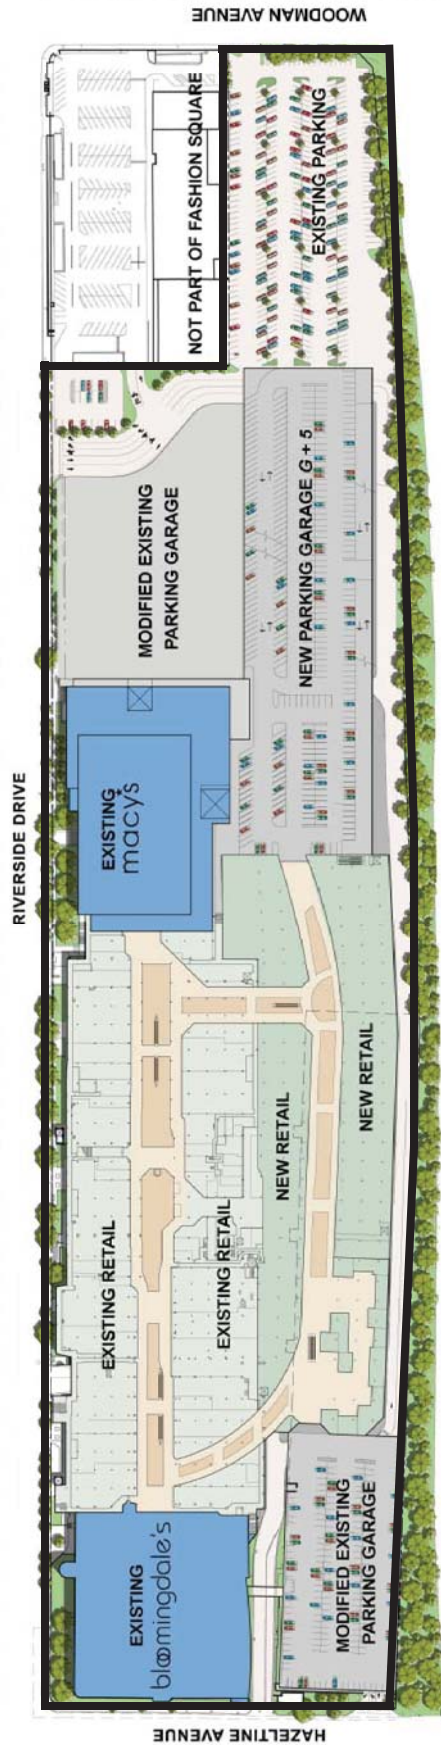 WOODMAN AVENUE
NOT PART OF FASHION SQUARE
EXISTING PARKING
MODIFIED EXISTING
PARKING GARAGE
NEW PARKING GARAGE G + 5
RIVERSIDE DRIVE
EXISTING
macy's
EXISTING RETAIL
EXISTING RETAIL
NEW RETAIL
NEW RETAIL
EXISTING
bloomingdale's
MODIFIED EXISTING
PARKING GARAGE
HAZELTINE AVENUE